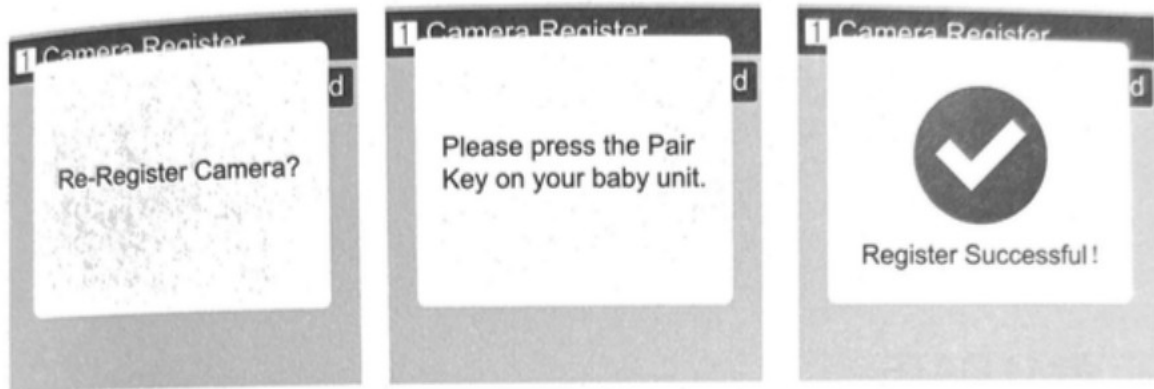 1 Camera Register
d
Re-Register Camera?
1 Camera Register
d
Please press the Pair
Key on your baby unit.
1 Camera Register
d
Register Successful!